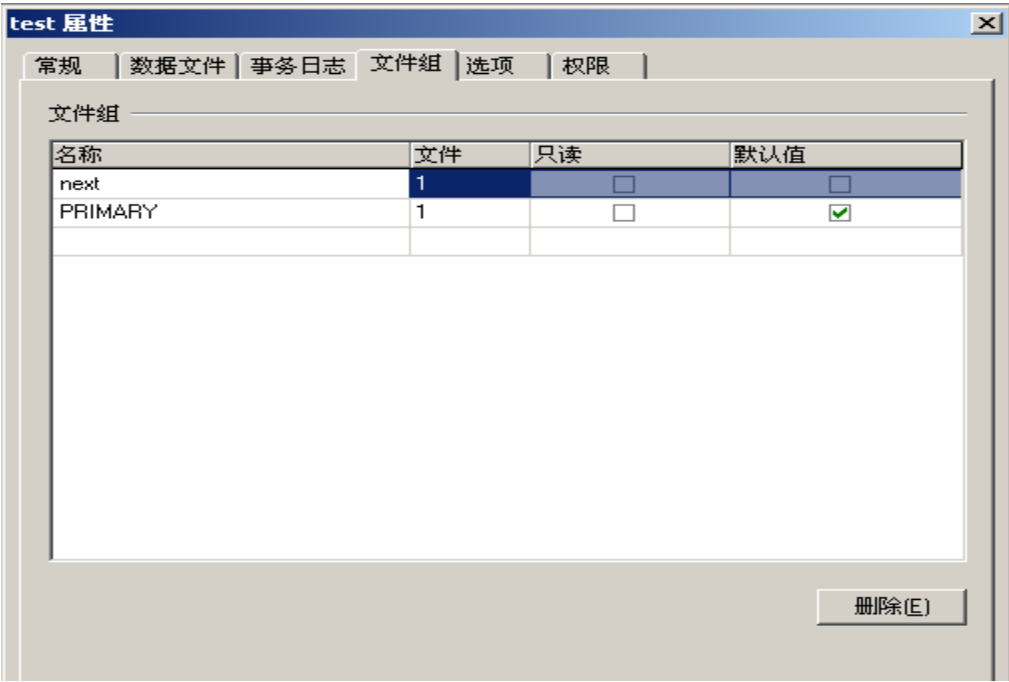 test 属性
常规 数据文件 事务日志 文件组 选项 权限
文件组
名称 文件 只读 默认值
next 1
PRIMARY 1
删除(E)